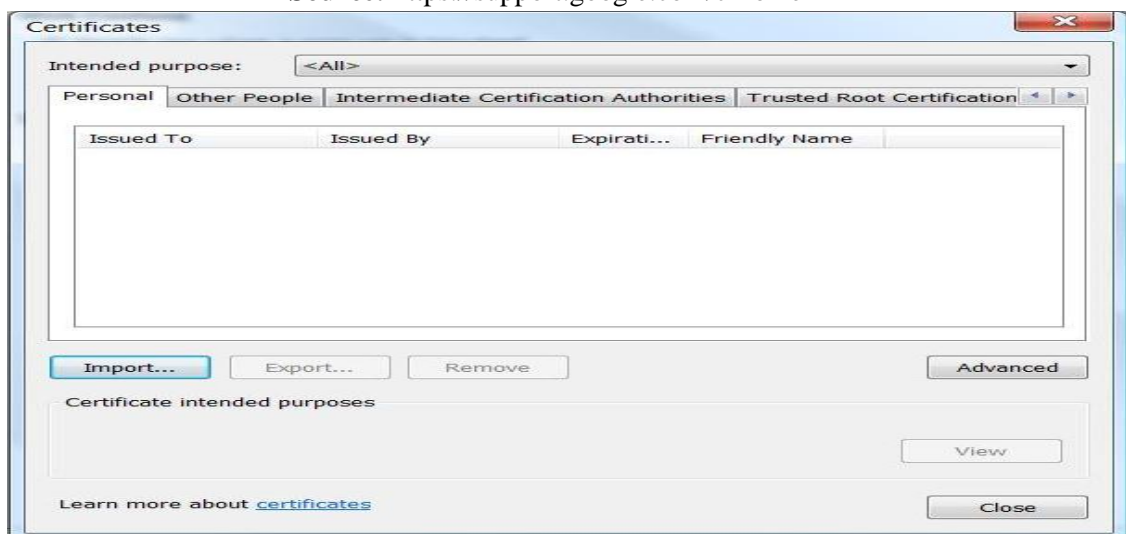 Certificates
Intended purpose: <All>
Personal Other People Intermediate Certification Authorities Trusted Root Certification
Issued To Issued By Expirati... Friendly Name
Import... Export... Remove Advanced
Certificate intended purposes
View
Learn more about certificates
Close